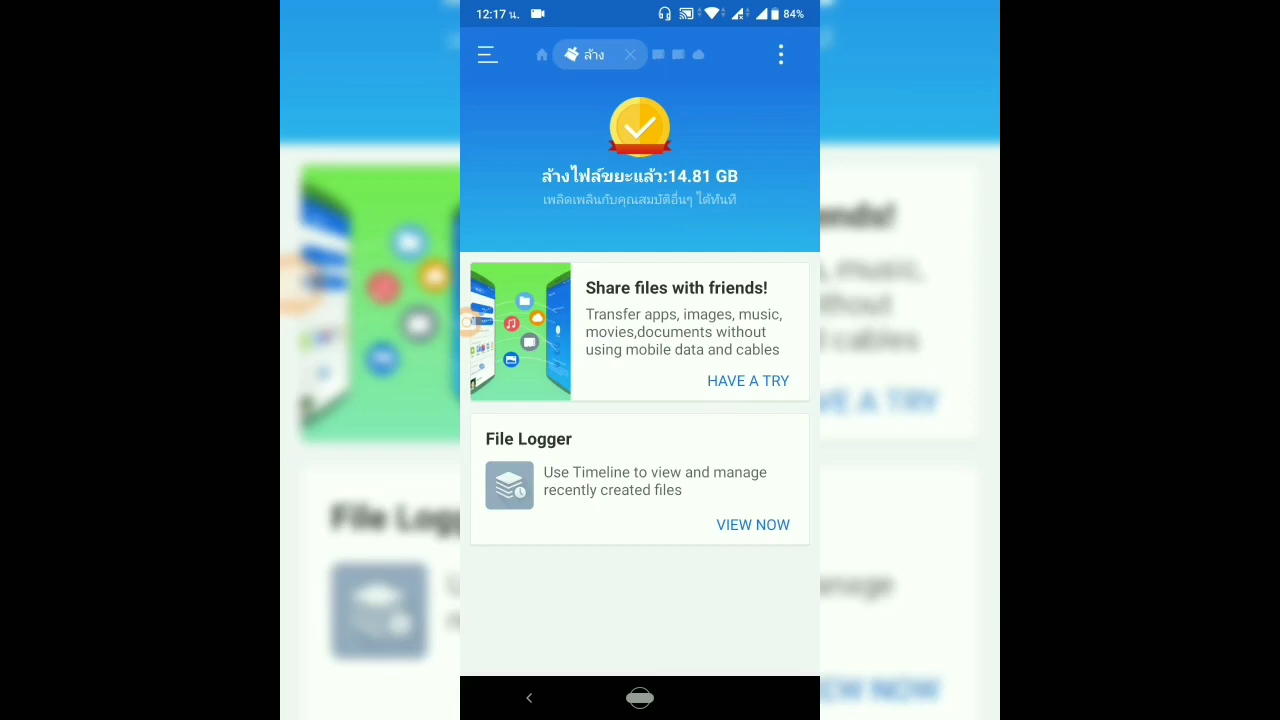 12:17 น.
84%
ล้าง
ล้างไฟล์ขยะแล้ว:14.81 GB
เพลิดเพลินกับคุณสมบัติอื่นๆ ได้ทันที
Share files with friends!
Transfer apps, images, music,
movies,documents without
using mobile data and cables
HAVE A TRY
File Logger
Use Timeline to view and manage
recently created files
VIEW NOW